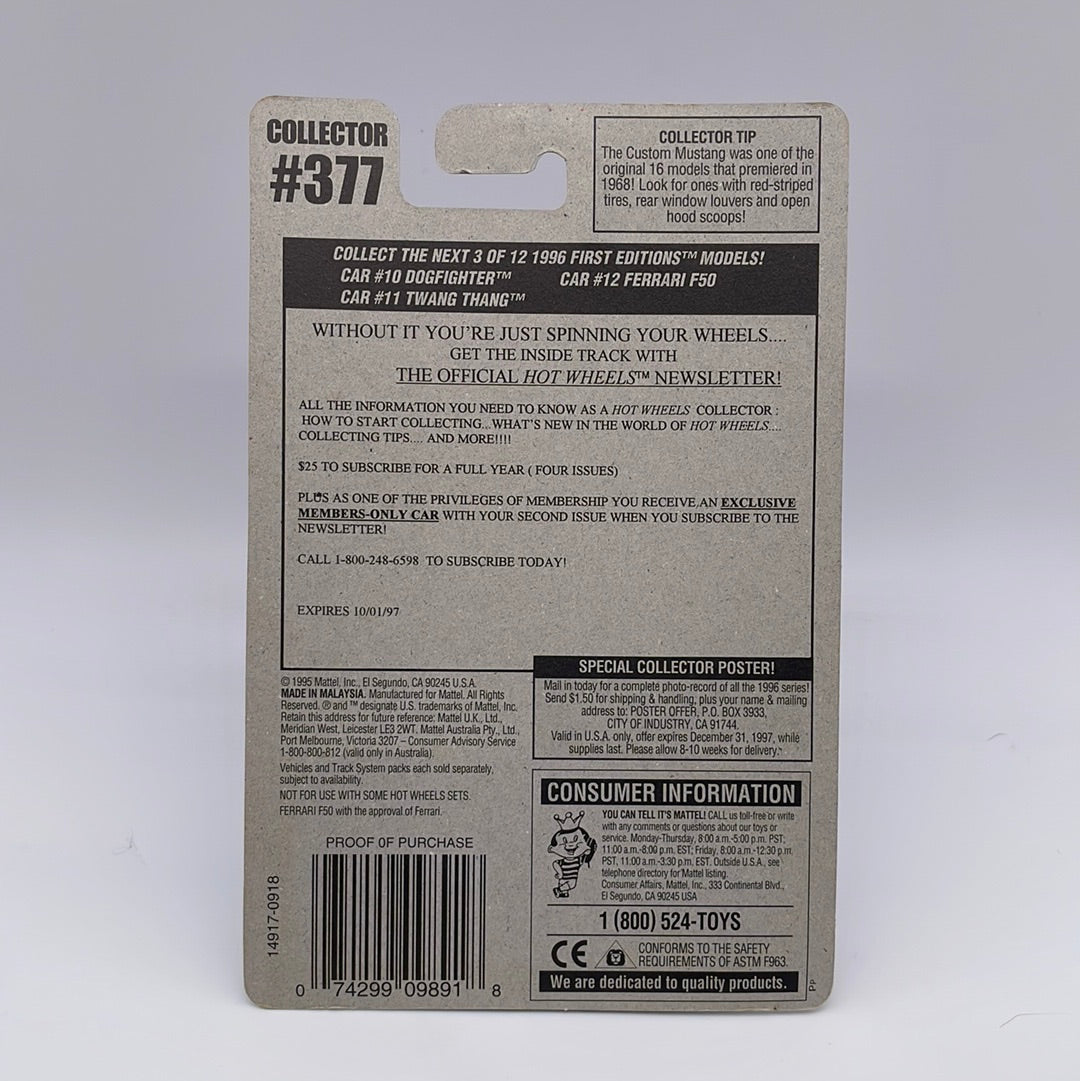 COLLECTOR
#377
COLLECTOR TIP
The Custom Mustang was one of the
original 16 models that premiered in
1968! Look for ones with red-striped
tires, rear window louvers and open
hood scoops!
COLLECT THE NEXT 3 OF 12 1996 FIRST EDITIONS™ MODELS!
CAR #10 DOGFIGHTER™ CAR #12 FERRARI F50
CAR #11 TWANG THANG™
WITHOUT IT YOU'RE JUST SPINNING YOUR WHEELS....
GET THE INSIDE TRACK WITH
THE OFFICIAL HOT WHEELS™ NEWSLETTER!
ALL THE INFORMATION YOU NEED TO KNOW AS A HOT WHEELS COLLECTOR :
HOW TO START COLLECTING...WHAT'S NEW IN THE WORLD OF HOT WHEELS....
COLLECTING TIPS.... AND MORE!!!!
$25 TO SUBSCRIBE FOR A FULL YEAR ( FOUR ISSUES)
PLUS AS ONE OF THE PRIVILEGES OF MEMBERSHIP YOU RECEIVE AN EXCLUSIVE
MEMBERS-ONLY CAR WITH YOUR SECOND ISSUE WHEN YOU SUBSCRIBE TO THE
NEWSLETTER!
CALL 1-800-248-6598 TO SUBSCRIBE TODAY!
EXPIRES 10/01/97
© 1995 Mattel, Inc., El Segundo, CA 90245 U.S.A.
MADE IN MALAYSIA. Manufactured for Mattel. All Rights
Reserved. ® and ™ designate U.S. trademarks of Mattel, Inc.
Retain this address for future reference: Mattel U.K., Ltd.,
Meridian West, Leicester LE3 2WT. Mattel Australia Pty., Ltd.,
Port Melbourne, Victoria 3207 – Consumer Advisory Service
1-800-800-812 (valid only in Australia).
Vehicles and Track System packs each sold separately,
subject to availability.
NOT FOR USE WITH SOME HOT WHEELS SETS.
FERRARI F50 with the approval of Ferrari.
SPECIAL COLLECTOR POSTER!
Mail in today for a complete photo-record of all the 1996 series!
Send $1.50 for shipping & handling, plus your name & mailing
address to: POSTER OFFER, P.O. BOX 3933,
CITY OF INDUSTRY, CA 91744.
Valid in U.S.A. only, offer expires December 31, 1997, while
supplies last. Please allow 8-10 weeks for delivery.
CONSUMER INFORMATION
YOU CAN TELL IT'S MATTEL! CALL us toll-free or write
with any comments or questions about our toys or
service. Monday-Thursday, 8:00 a.m.-5:00 p.m. PST;
11:00 a.m.-8:00 p.m. EST; Friday, 8:00 a.m.-12:30 p.m.
PST, 11:00 a.m.-3:30 p.m. EST. Outside U.S.A., see
telephone directory for Mattel listing.
Consumer Affairs, Mattel, Inc., 333 Continental Blvd.,
El Segundo, CA 90245 USA
1 (800) 524-TOYS
CE
CONFORMS TO THE SAFETY
REQUIREMENTS OF ASTM F963.
We are dedicated to quality products.
PP
PROOF OF PURCHASE
14917-0918
0 74299 09891 8